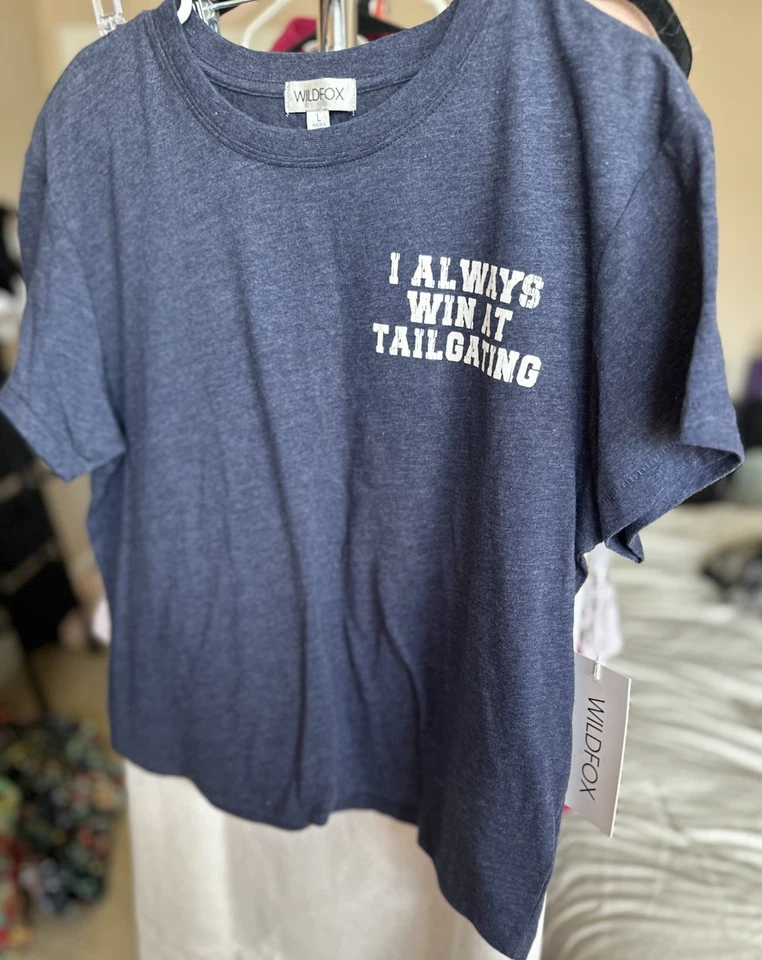 WILDFOX
L
I ALWAYS
WIN AT
TAILGATING
WILDFOX